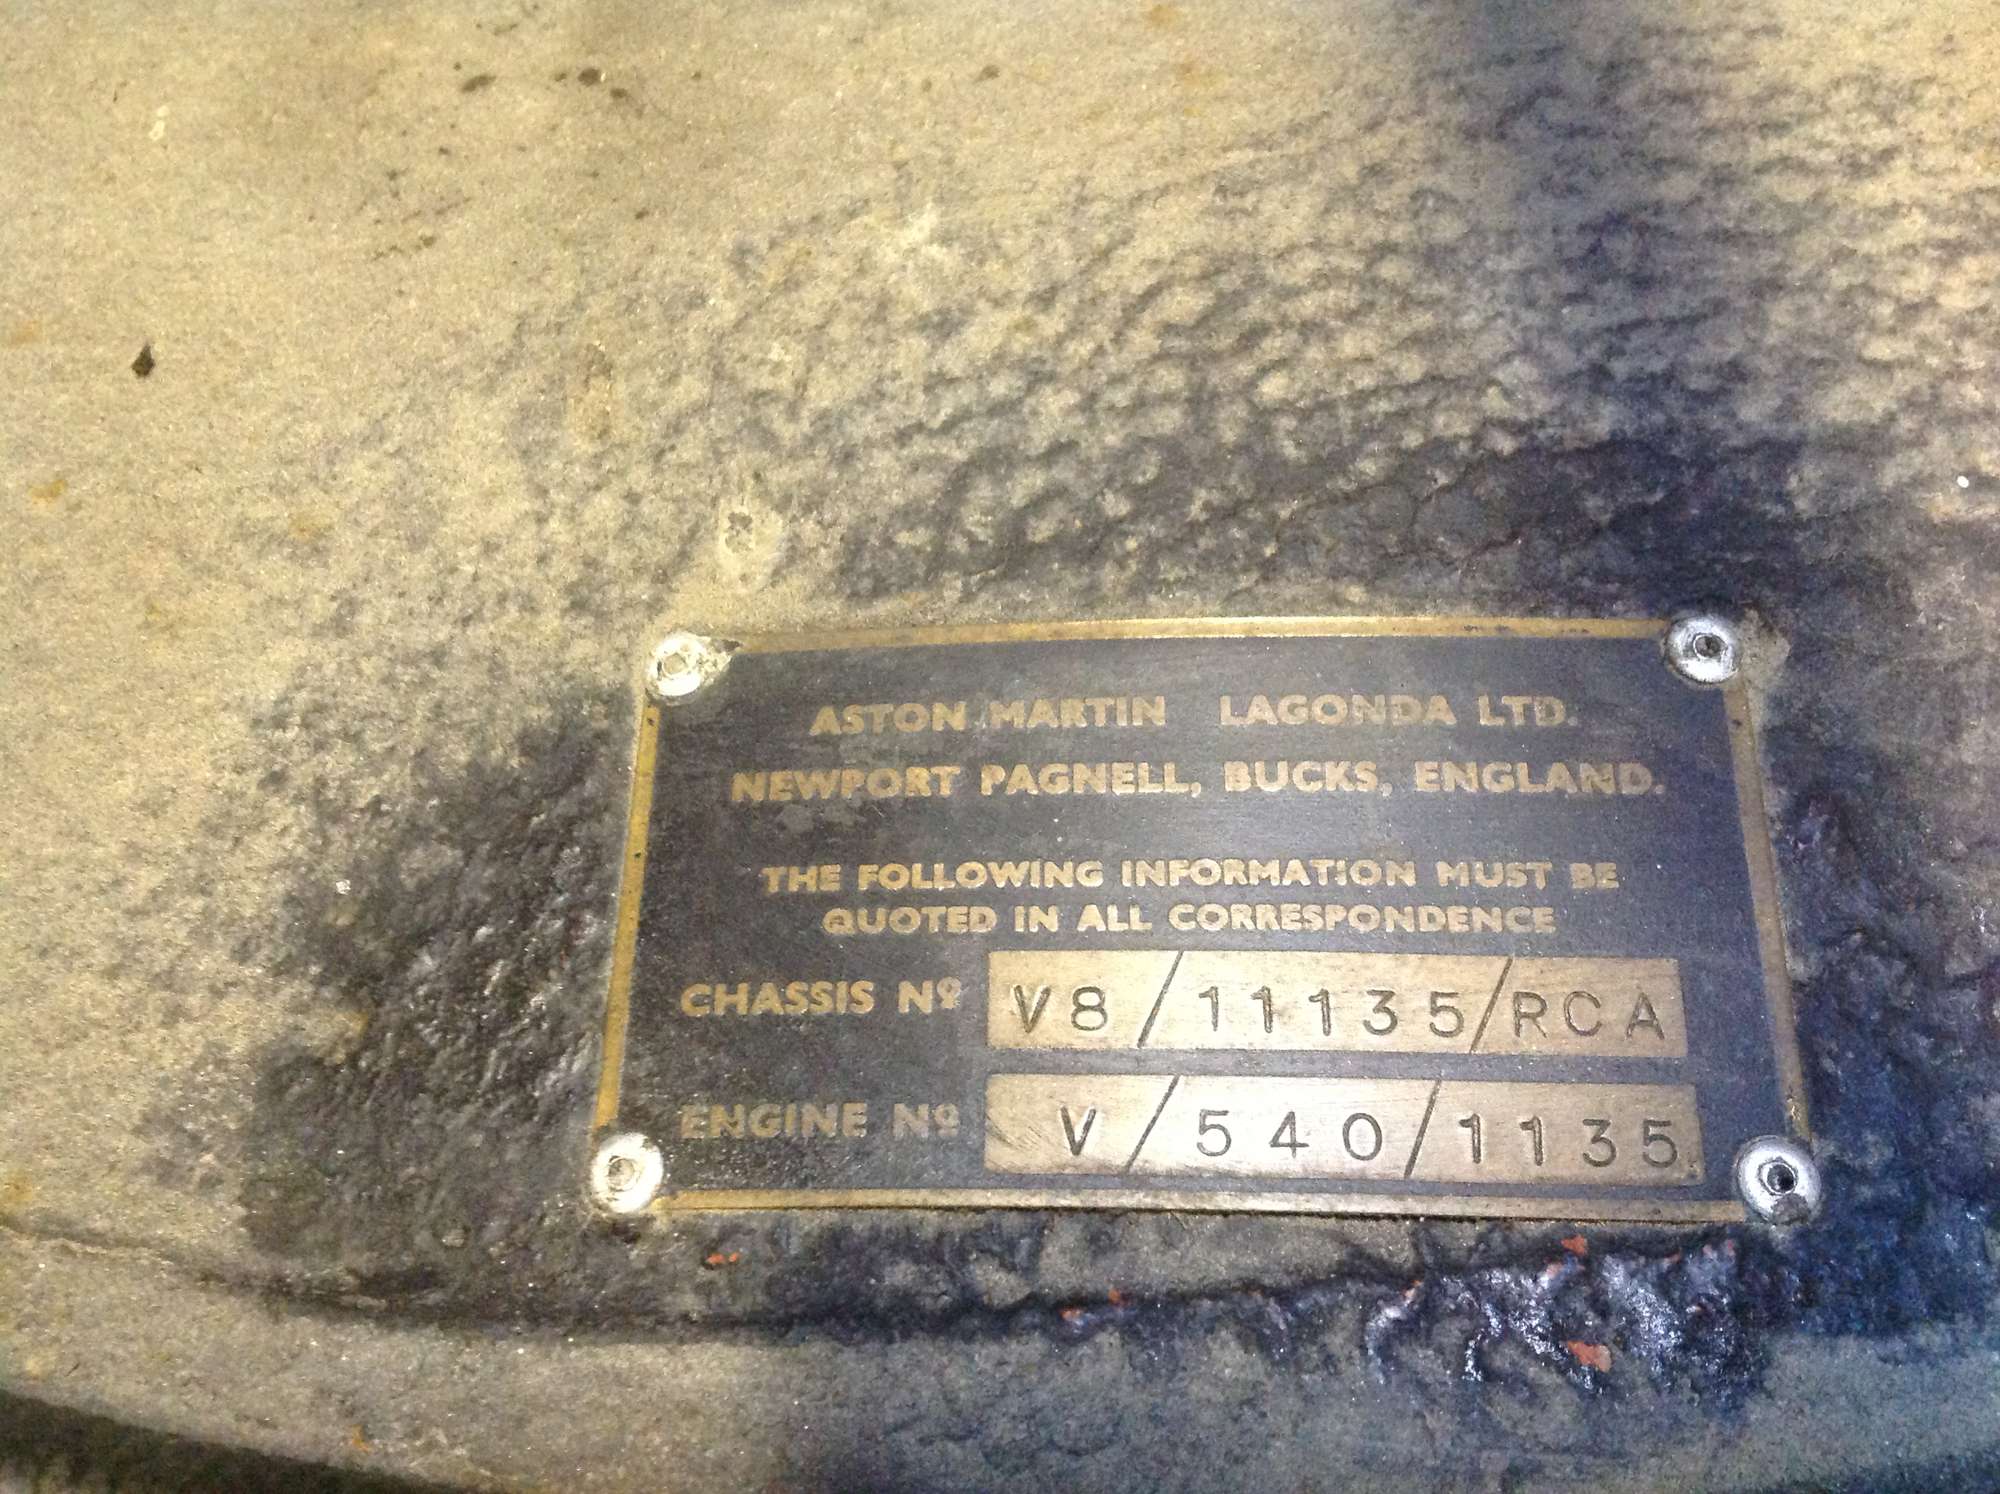 ASTON MARTIN LAGONDA LTD.
NEWPORT PAGNELL, BUCKS, ENGLAND.
THE FOLLOWING INFORMATION MUST BE
QUOTED IN ALL CORRESPONDENCE
CHASSIS Nº V8/11135/RCA
ENGINE Nº V/540/1135